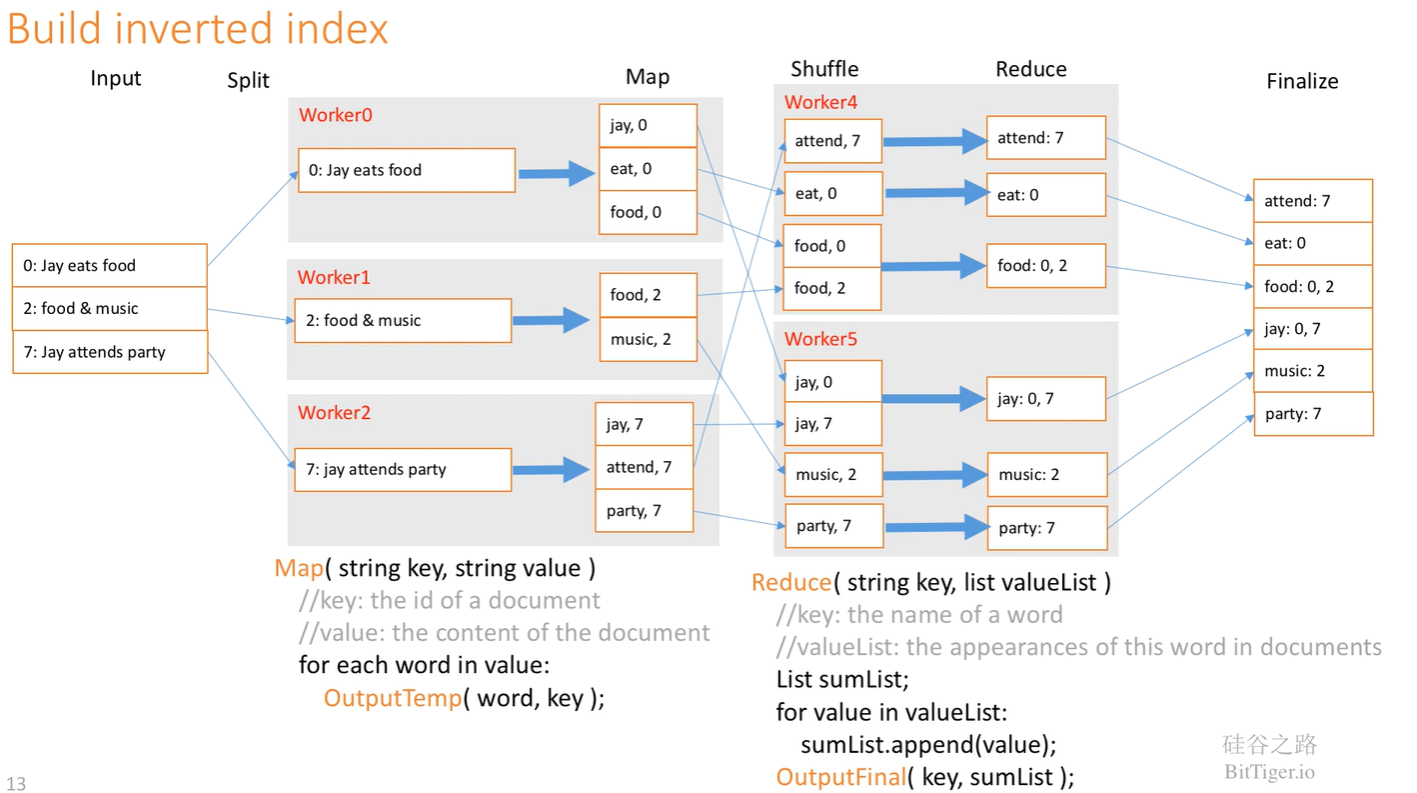 Build inverted index
Input
Split
Map
Shuffle
Reduce
Finalize
0: Jay eats food
2: food & music
7: Jay attends party
Worker0
0: Jay eats food
jay, 0
eat, 0
food, 0
Worker1
2: food & music
food, 2
music, 2
Worker2
7: jay attends party
jay, 7
attend, 7
party, 7
Worker4
attend, 7
eat, 0
food, 0
food, 2
attend: 7
eat: 0
food: 0, 2
Worker5
jay, 0
jay, 7
music, 2
party, 7
jay: 0, 7
music: 2
party: 7
attend: 7
eat: 0
food: 0, 2
jay: 0, 7
music: 2
party: 7
Map( string key, string value )
//key: the id of a document
//value: the content of the document
for each word in value:
OutputTemp( word, key );
Reduce( string key, list valueList )
//key: the name of a word
//valueList: the appearances of this word in documents
List sumList;
for value in valueList:
sumList.append(value);
OutputFinal( key, sumList );
硅谷之路
BitTiger.io
13